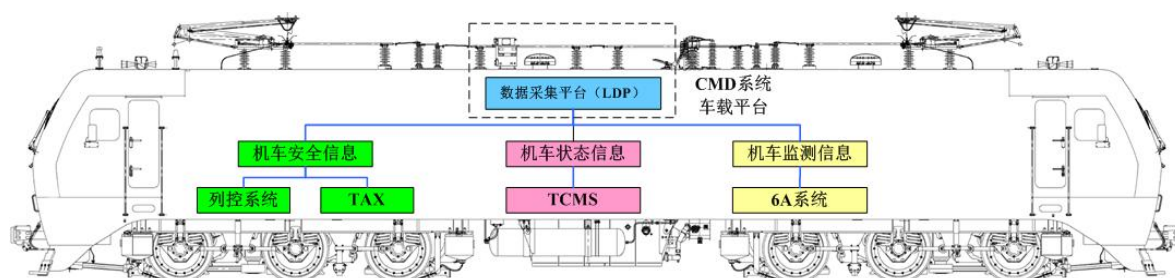 数据采集平台（LDP）
CMD系统
车载平台
机车安全信息
机车状态信息
机车监测信息
列控系统
TAX
TCMS
6A系统